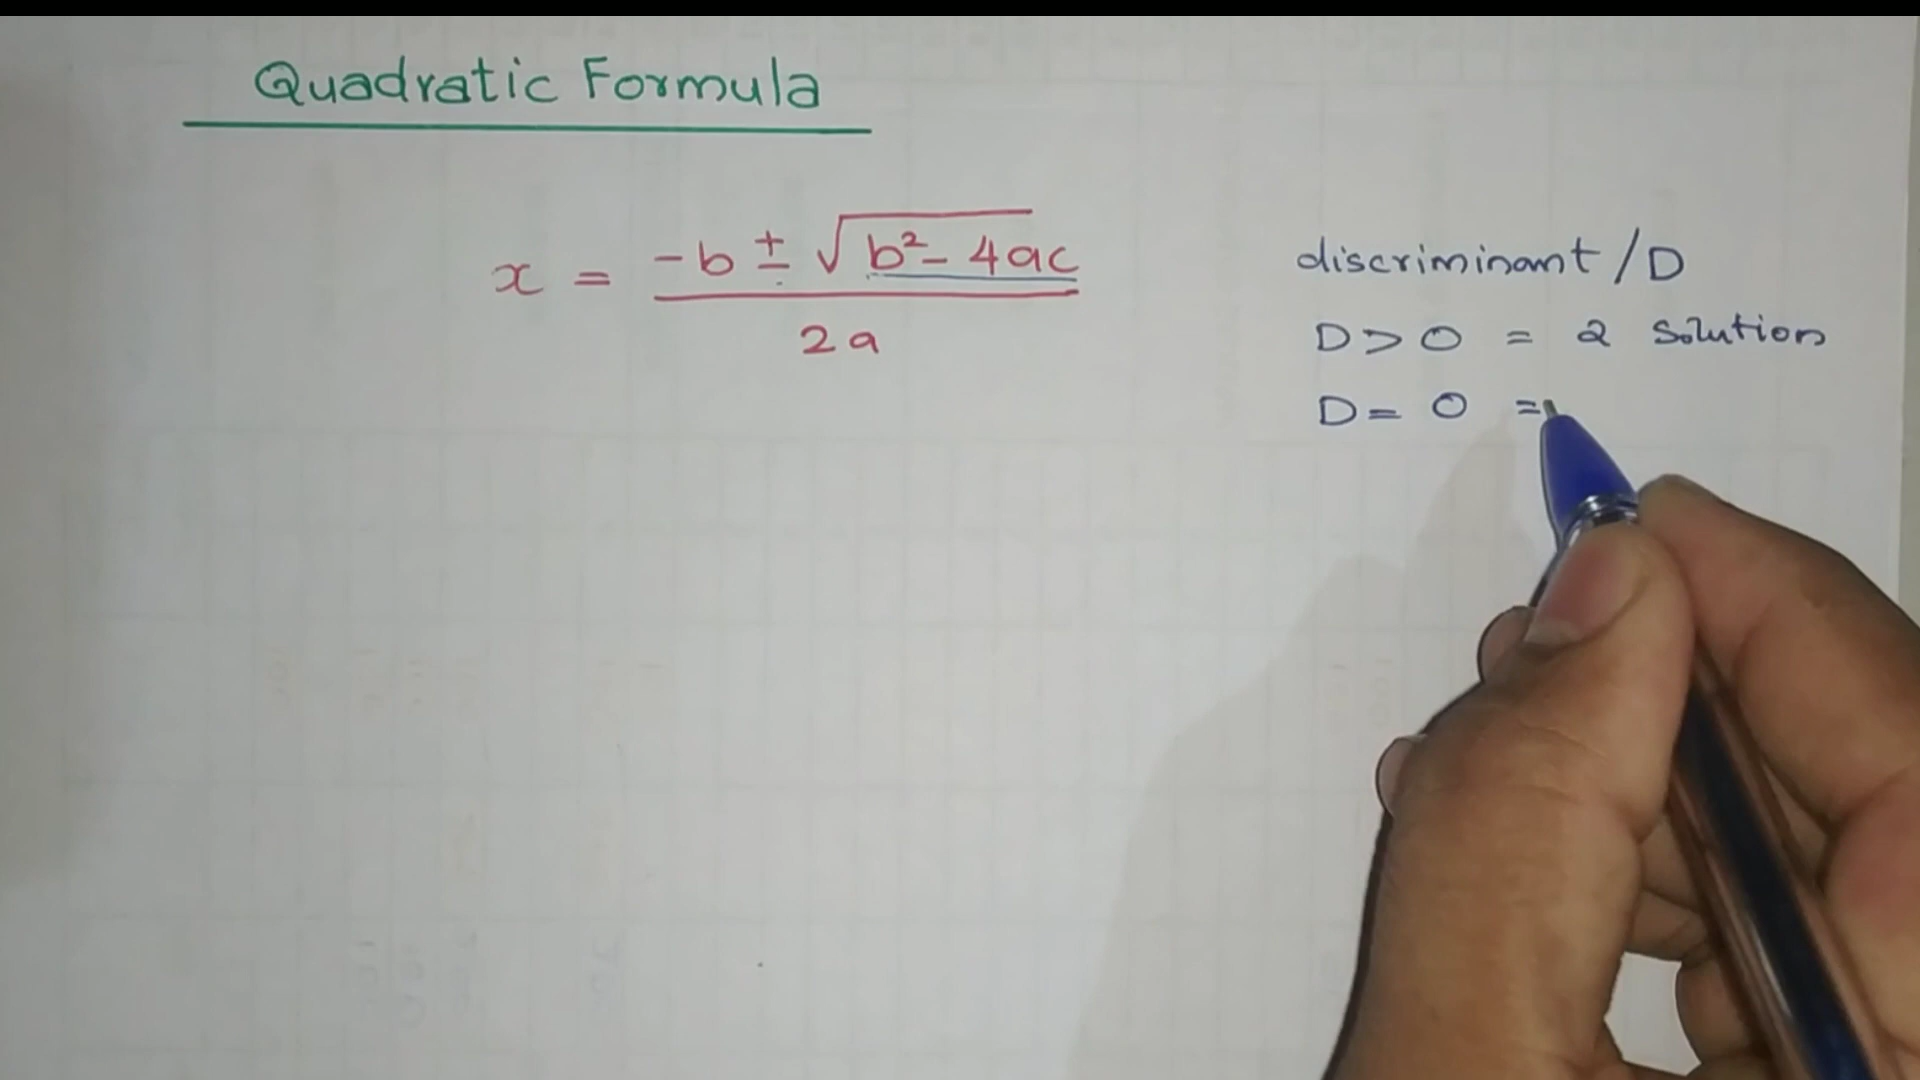 Quadratic Formula
x = -b ± √b² - 4ac / 2a
discriminant / D
D > 0 = 2 Solution
D = 0 =